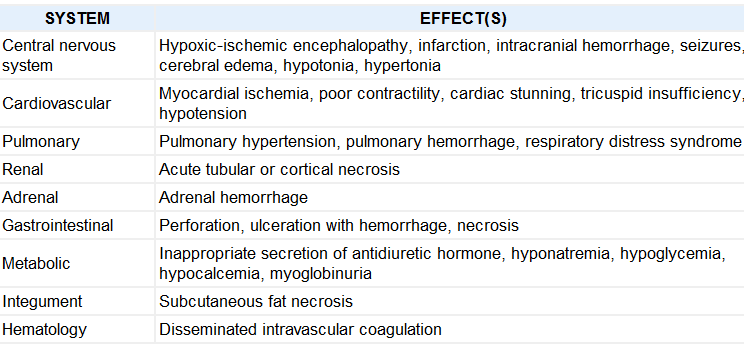 SYSTEM EFFECT(S)
Central nervous Hypoxic-ischemic encephalopathy, infarction, intracranial hemorrhage, seizures,
system cerebral edema, hypotonia, hypertonia
Cardiovascular Myocardial ischemia, poor contractility, cardiac stunning, tricuspid insufficiency,
hypotension
Pulmonary Pulmonary hypertension, pulmonary hemorrhage, respiratory distress syndrome
Renal Acute tubular or cortical necrosis
Adrenal Adrenal hemorrhage
Gastrointestinal Perforation, ulceration with hemorrhage, necrosis
Metabolic Inappropriate secretion of antidiuretic hormone, hyponatremia, hypoglycemia,
hypocalcemia, myoglobinuria
Integument Subcutaneous fat necrosis
Hematology Disseminated intravascular coagulation